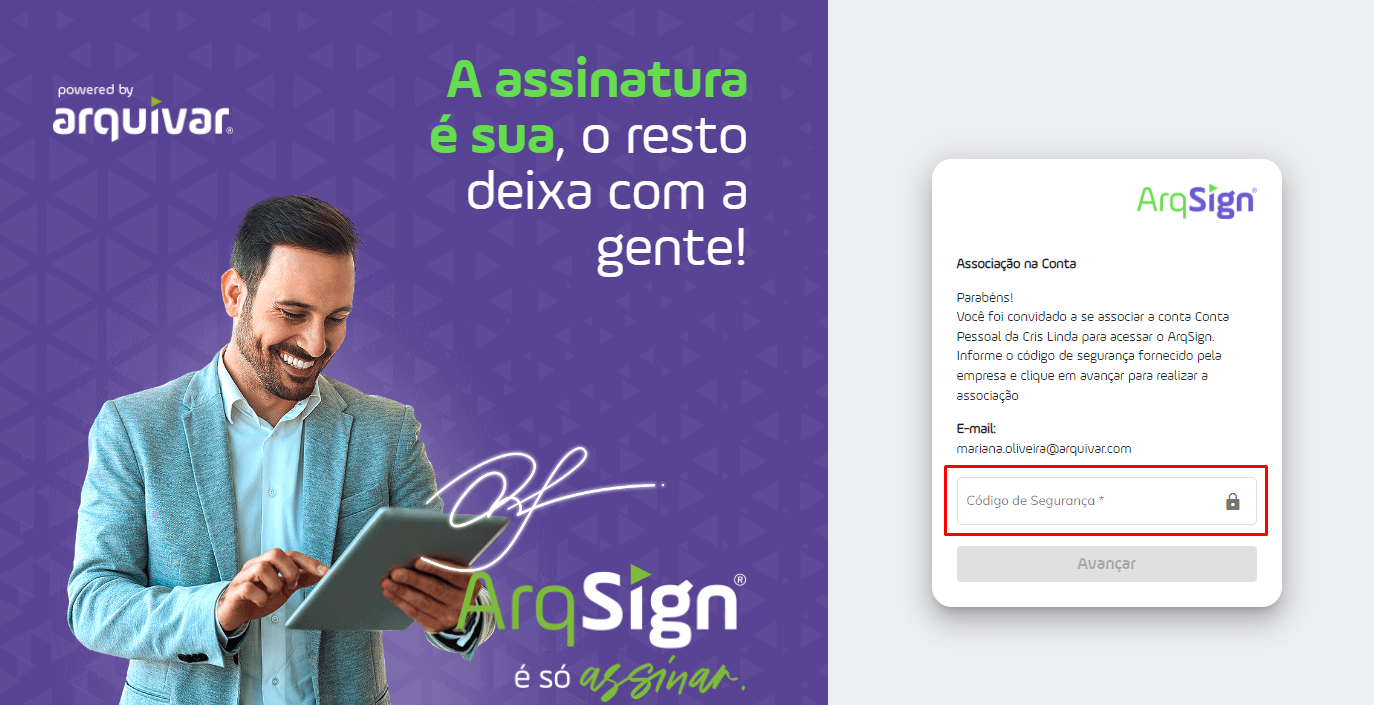 powered by
arquivar®
A assinatura
é sua, o resto
deixa com a
gente!
ArqSign®
é só assinar.
ArqSign®
Associação na Conta
Parabéns!
Você foi convidado a se associar a conta Conta
Pessoal da Cris Linda para acessar o ArqSign.
Informe o código de segurança fornecido pela
empresa e clique em avançar para realizar a
associação
E-mail:
mariana.oliveira@arquivar.com
Código de Segurança *
Avançar